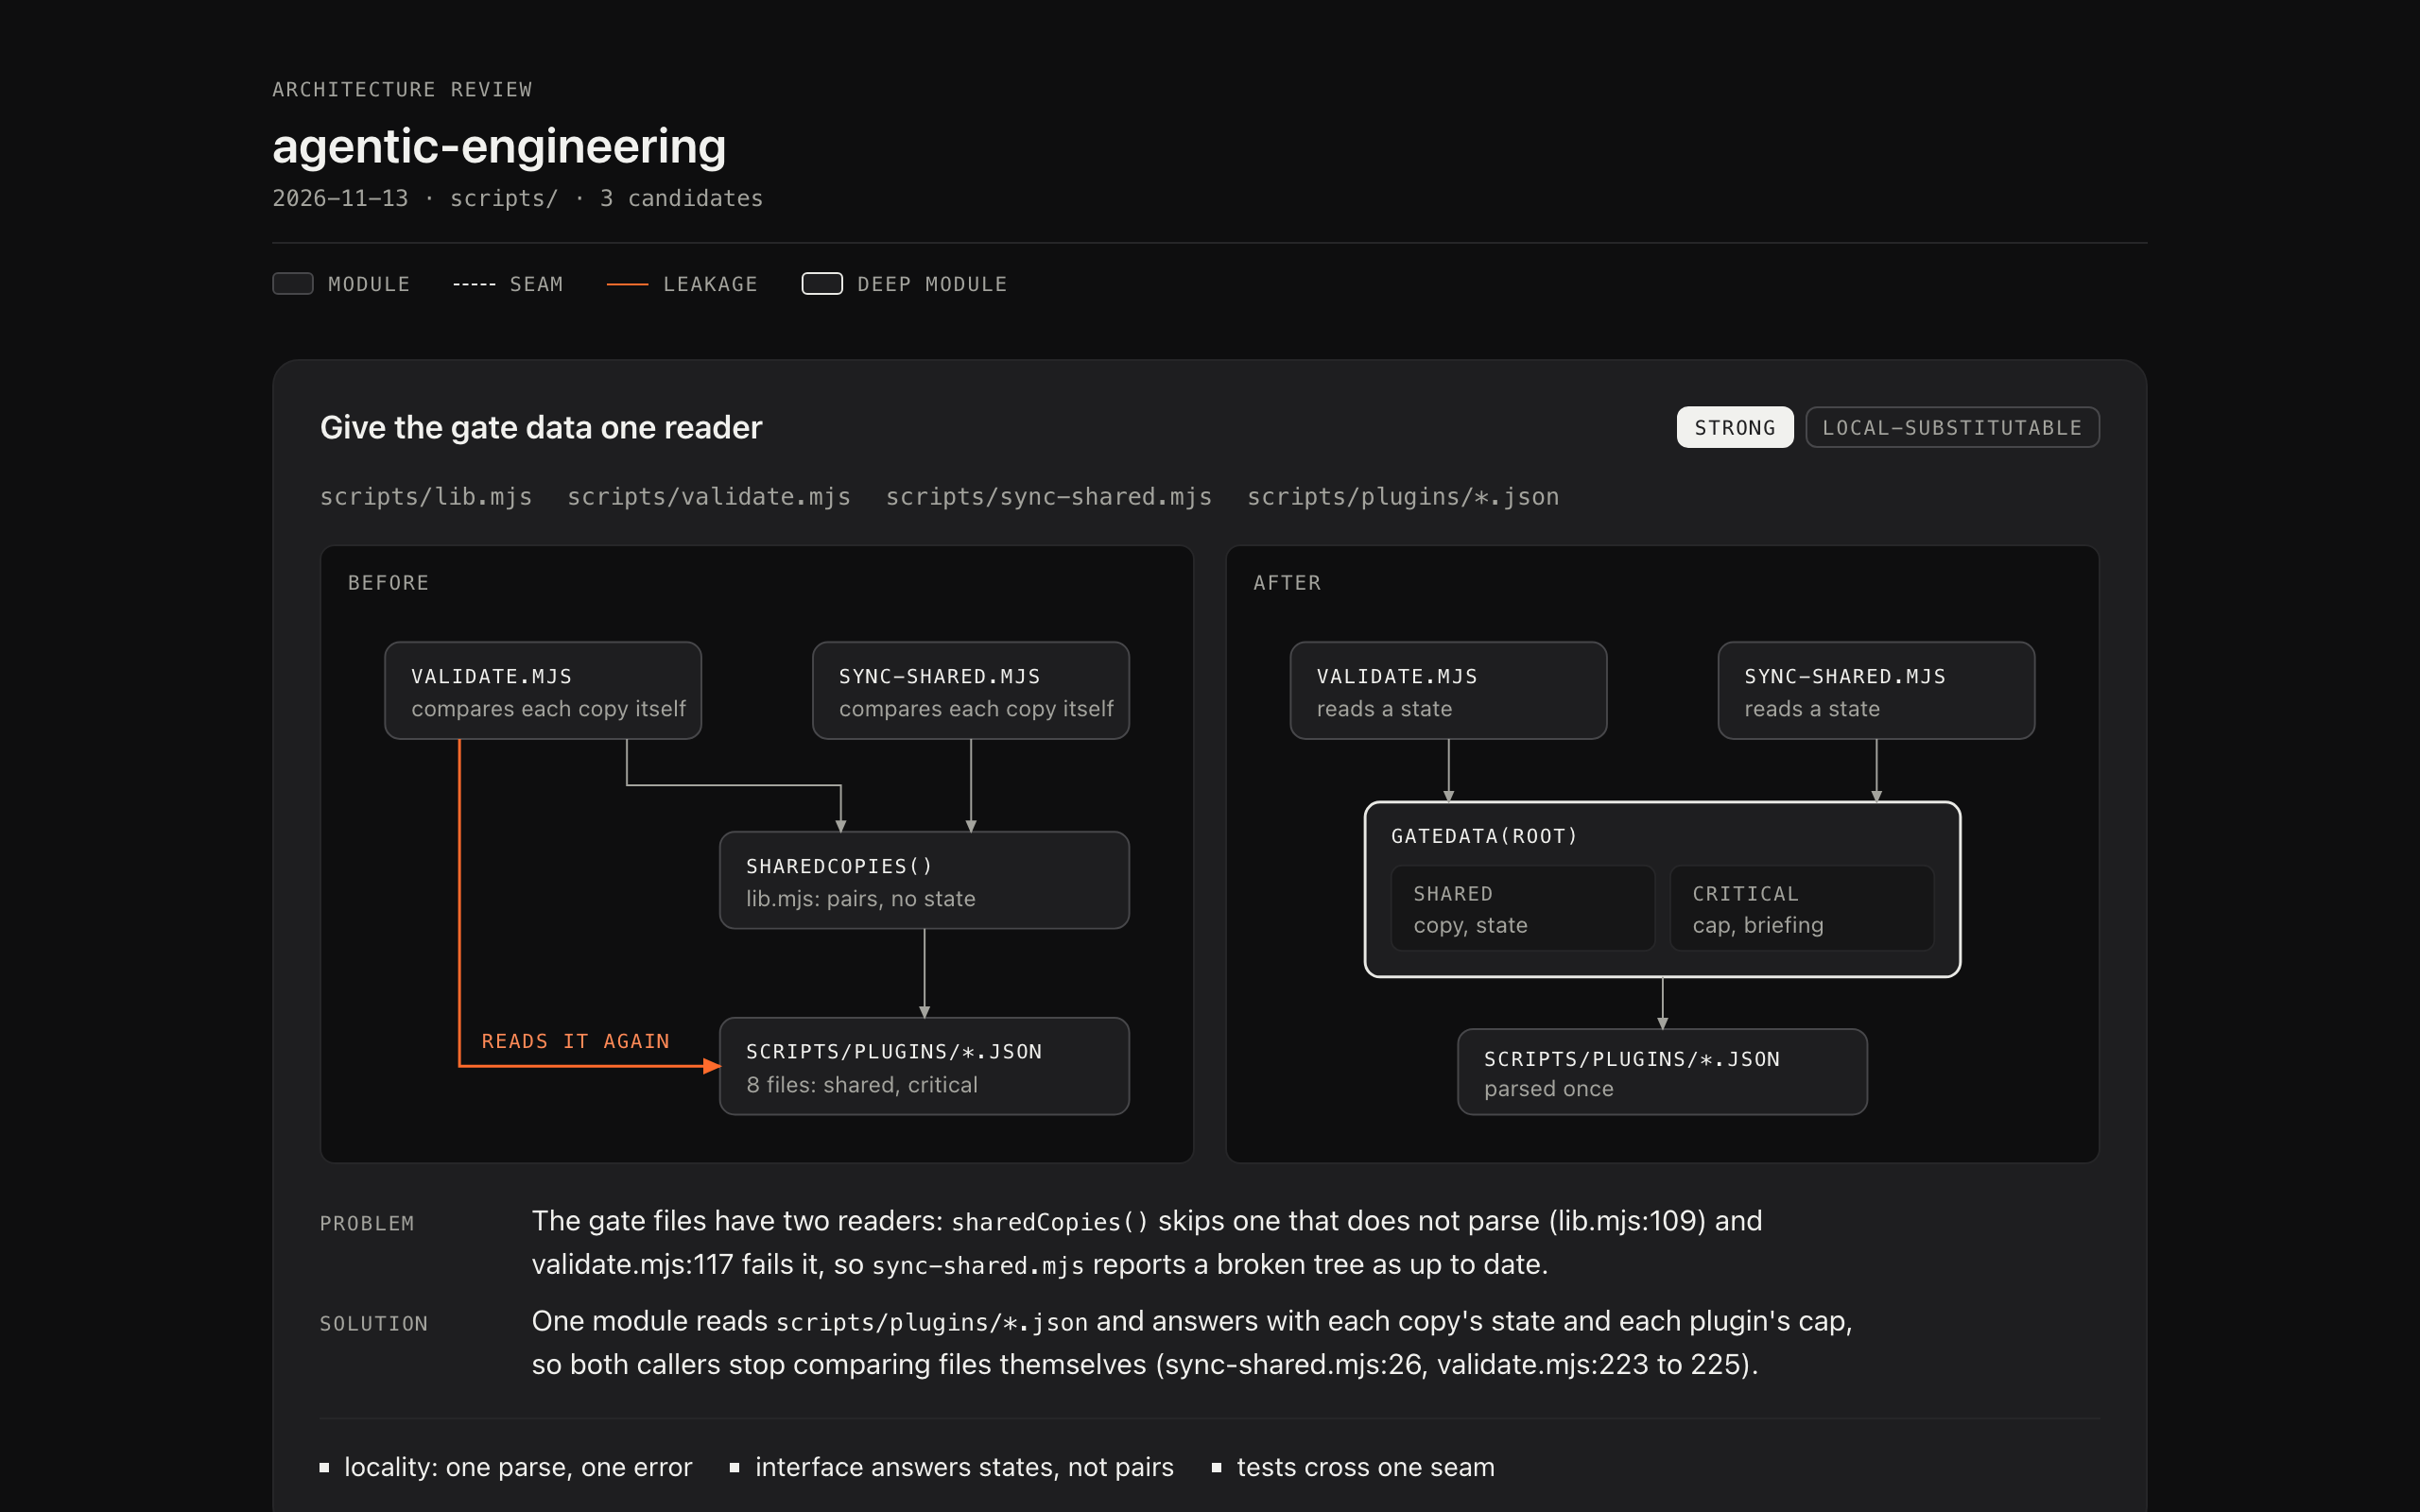 ARCHITECTURE REVIEW
agentic-engineering
2026-11-13 · scripts/ · 3 candidates
MODULE SEAM LEAKAGE DEEP MODULE
Give the gate data one reader
STRONG LOCAL-SUBSTITUTABLE
scripts/lib.mjs scripts/validate.mjs scripts/sync-shared.mjs scripts/plugins/*.json
BEFORE
VALIDATE.MJS
compares each copy itself
SYNC-SHARED.MJS
compares each copy itself
SHAREDCOPIES()
lib.mjs: pairs, no state
READS IT AGAIN
SCRIPTS/PLUGINS/*.JSON
8 files: shared, critical
AFTER
VALIDATE.MJS
reads a state
SYNC-SHARED.MJS
reads a state
GATEDATA(ROOT)
SHARED
copy, state
CRITICAL
cap, briefing
SCRIPTS/PLUGINS/*.JSON
parsed once
PROBLEM
The gate files have two readers: sharedCopies() skips one that does not parse (lib.mjs:109) and
validate.mjs:117 fails it, so sync-shared.mjs reports a broken tree as up to date.
SOLUTION
One module reads scripts/plugins/*.json and answers with each copy's state and each plugin's cap,
so both callers stop comparing files themselves (sync-shared.mjs:26, validate.mjs:223 to 225).
locality: one parse, one error
interface answers states, not pairs
tests cross one seam